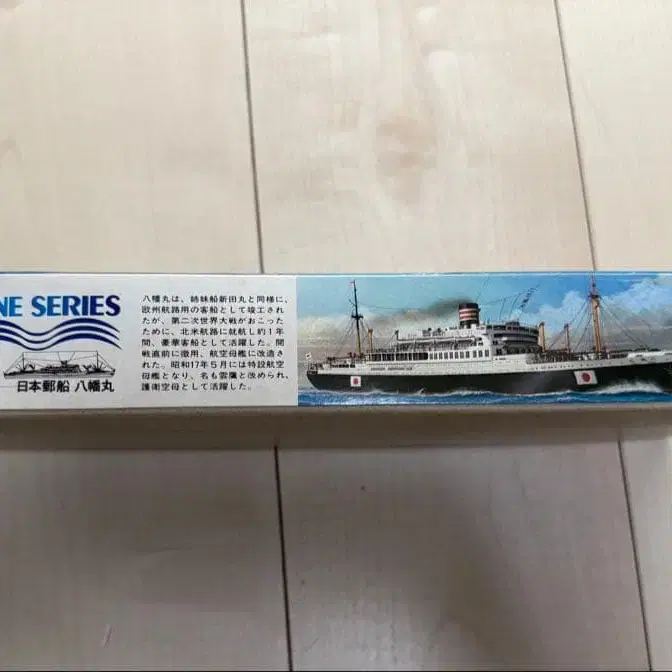 NE SERIES
日本郵船 八幡丸
八幡丸は、姉妹船新田丸と同様に、
欧州航路用の客船として竣工され
たが、第二次世界大戦がおこった
ために、北米航路に就航し約1年
間、豪華客船として活躍した。開
戦直前に徴用、航空母艦に改造さ
れた。昭和17年5月には特設航空
母艦となり、名も雲鷹と改められ、
護衛空母として活躍した。